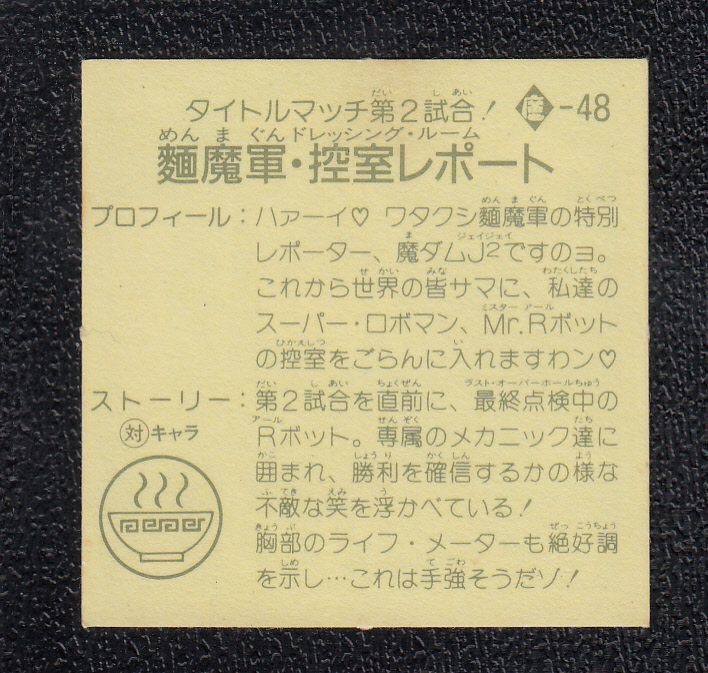 タイトルマッチ第2試合! -48
麵魔軍・控室レポート
プロフィール:ハァーイ♡ ワタクシ麵魔軍の特別
レポーター、魔ダムJ²ですのョ。
これから世界の皆サマに、私達の
スーパー・ロボマン、Mr.Rボット
の控室をごらんに入れますわン♡
ストーリー:第2試合を直前に、最終点検中の
Rボット。専属のメカニック達に
囲まれ、勝利を確信するかの様な
不敵な笑を浮かべている!
胸部のライフ・メーターも絶好調
を示し…これは手強そうだゾ!
対キャラ